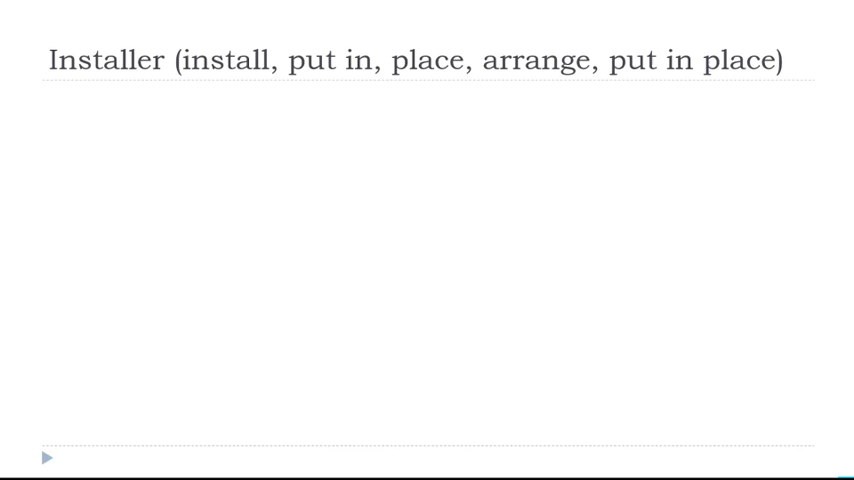 Installer (install, put in, place, arrange, put in place)